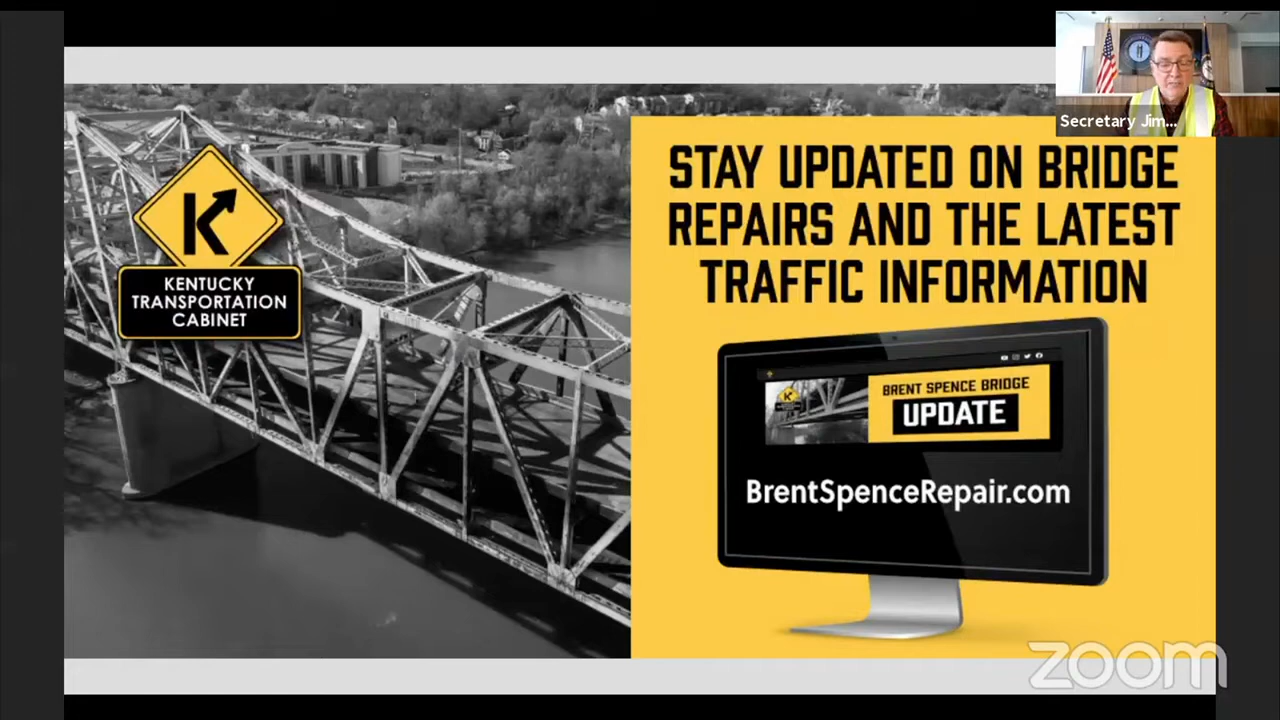 Secretary Jim...
STAY UPDATED ON BRIDGE
REPAIRS AND THE LATEST
TRAFFIC INFORMATION
K
KENTUCKY
TRANSPORTATION
CABINET
BRENT SPENCE BRIDGE
UPDATE
BrentSpenceRepair.com
zoom